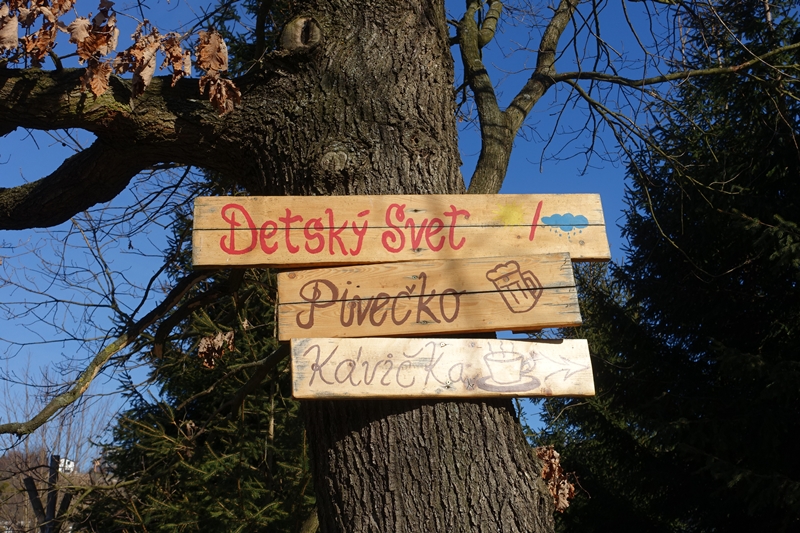 Detský Svet /
Pivečko
Kávička